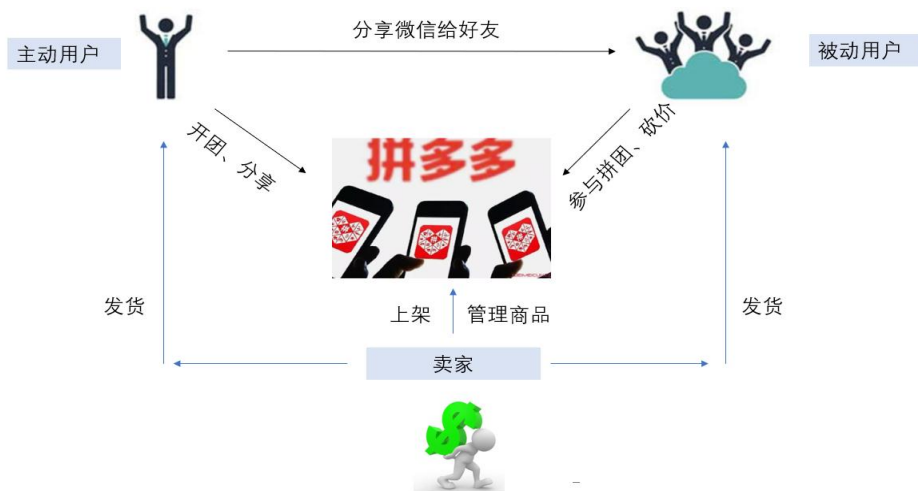 分享微信给好友
主动用户
被动用户
开团、分享
参与拼团、砍价
拼多多
发货
上架
管理商品
发货
卖家